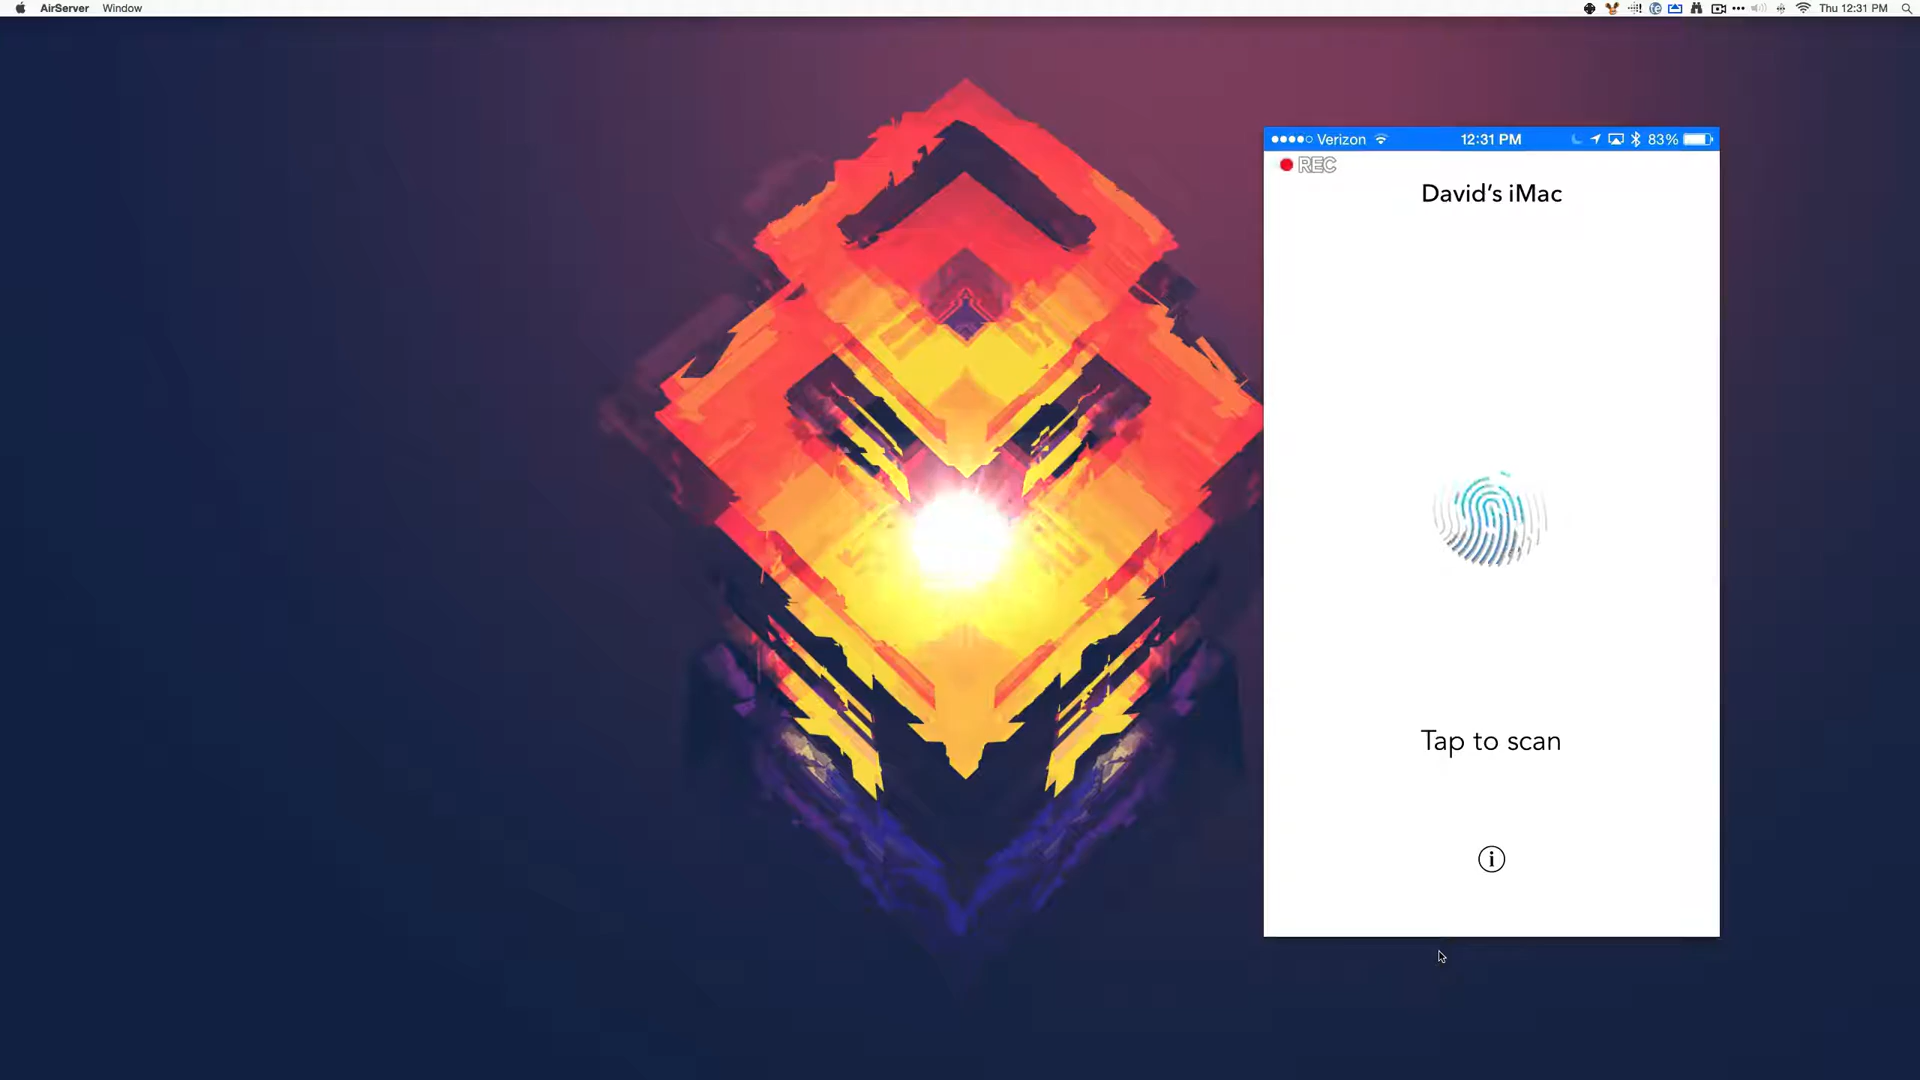 AirServer Window
Thu 12:31 PM
Verizon 12:31 PM 83%
REC
David's iMac
Tap to scan